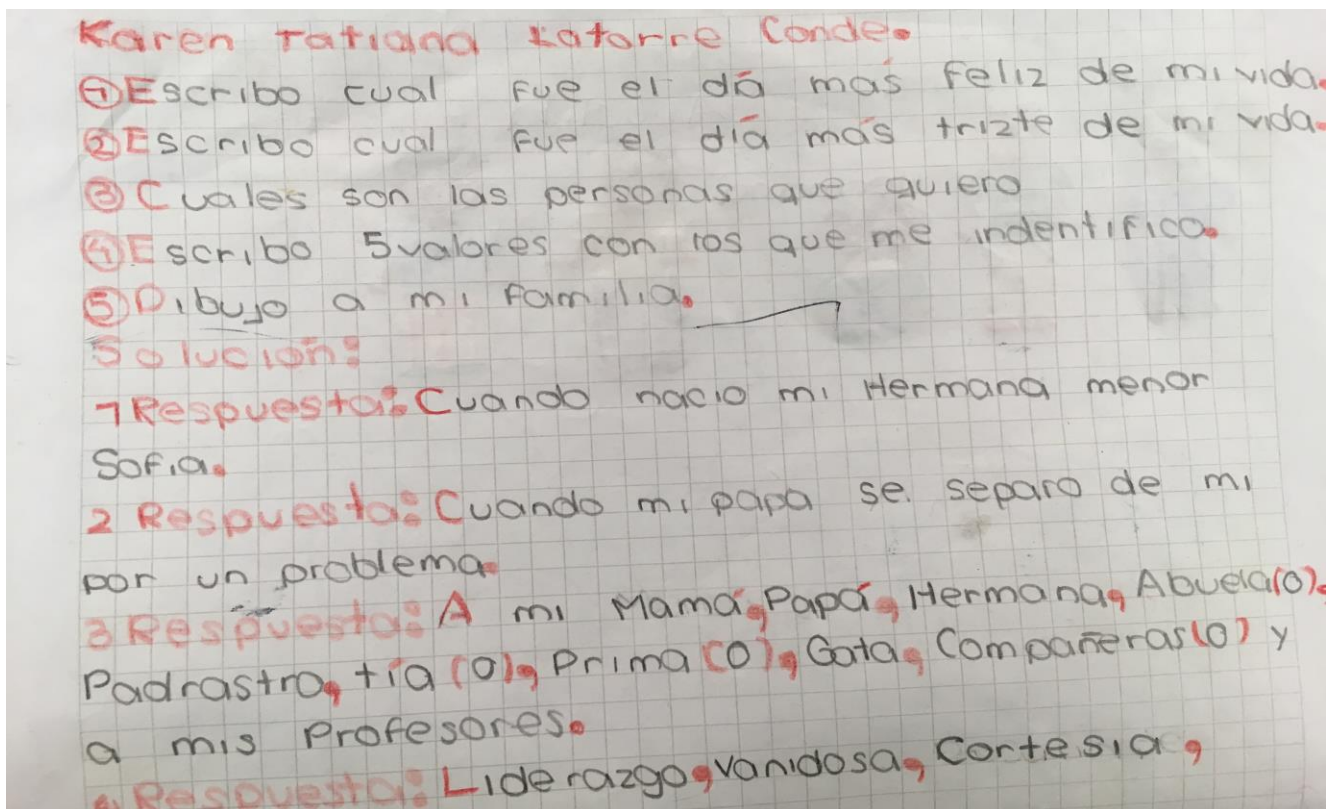 Karen Tatiana Latorre Conde.
①Escribo cual fue el día mas feliz de mi vida.
②Escribo cual fue el día más trizte de mi vida.
③Cuales son las personas que quiero
④Escribo 5valores con los que me indentifico.
⑤Dibujo a mi familia.
Solución:
1Respuesta: Cuando nacio mi Hermana menor
Sofia.
2 Respuesta: Cuando mi papa se separo de mi
por un problema.
3 Respuesta: A mi Mamá, Papá, Hermana, Abuela(o),
Padrastro, tía(o), Prima(o), Gata, Compañeras(o) y
a mis Profesores.
4 Respuesta: Liderazgo, vanidosa, Cortesia,